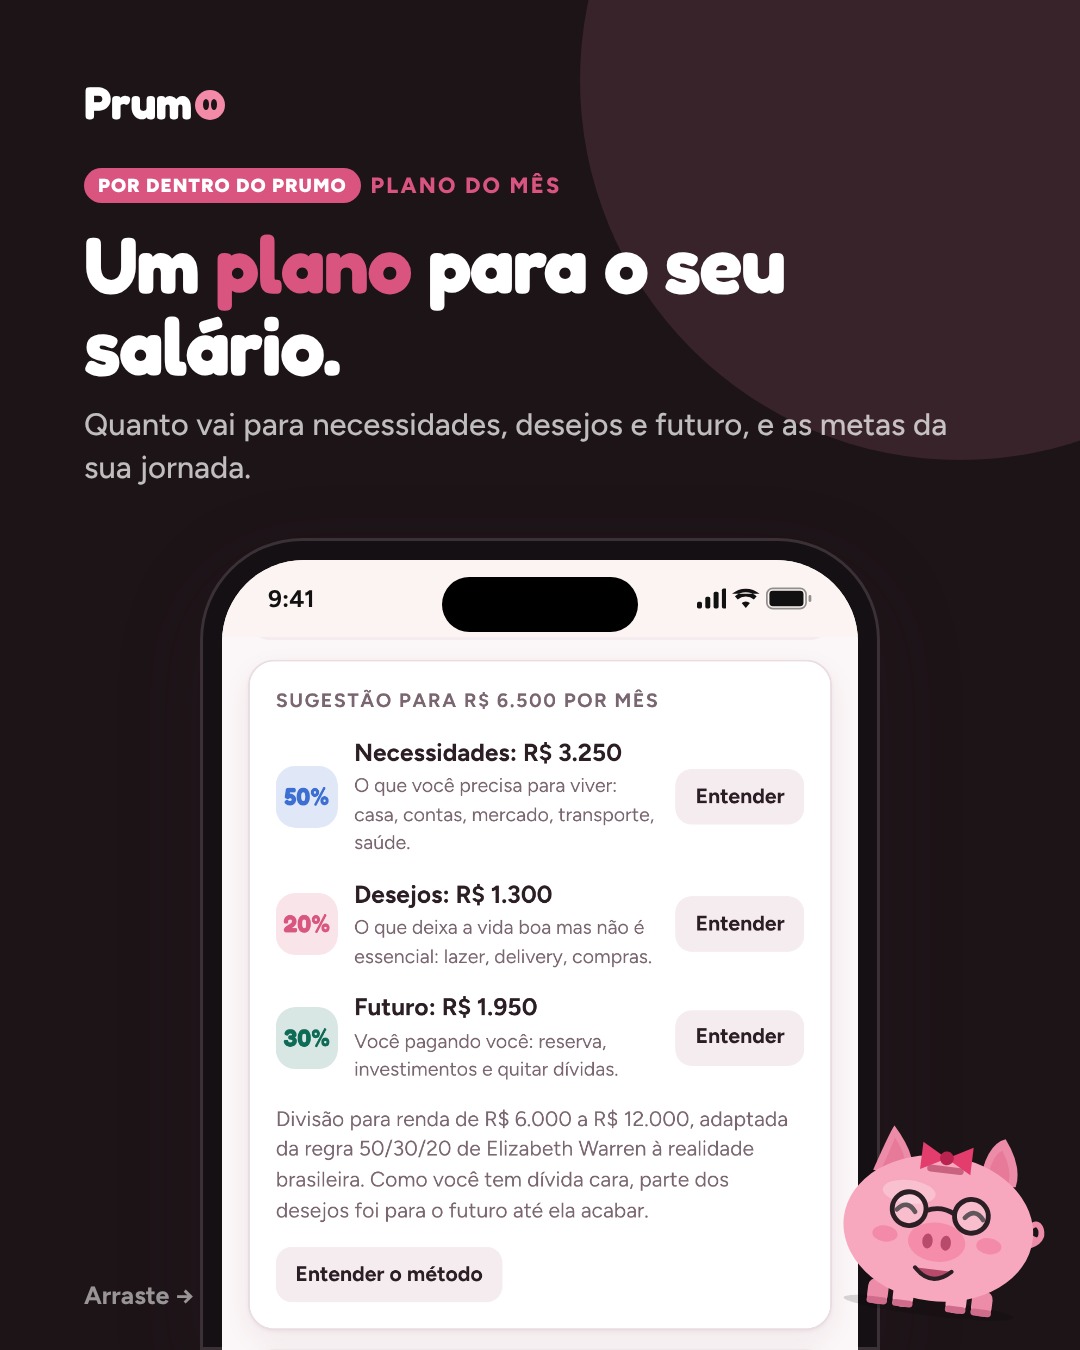 Prumo
POR DENTRO DO PRUMO PLANO DO MÊS
Um plano para o seu
salário.
Quanto vai para necessidades, desejos e futuro, e as metas da
sua jornada.
9:41
SUGESTÃO PARA R$ 6.500 POR MÊS
50%
Necessidades: R$ 3.250
O que você precisa para viver:
casa, contas, mercado, transporte,
saúde.
Entender
20%
Desejos: R$ 1.300
O que deixa a vida boa mas não é
essencial: lazer, delivery, compras.
Entender
30%
Futuro: R$ 1.950
Você pagando você: reserva,
investimentos e quitar dívidas.
Entender
Divisão para renda de R$ 6.000 a R$ 12.000, adaptada
da regra 50/30/20 de Elizabeth Warren à realidade
brasileira. Como você tem dívida cara, parte dos
desejos foi para o futuro até ela acabar.
Entender o método
Arraste →